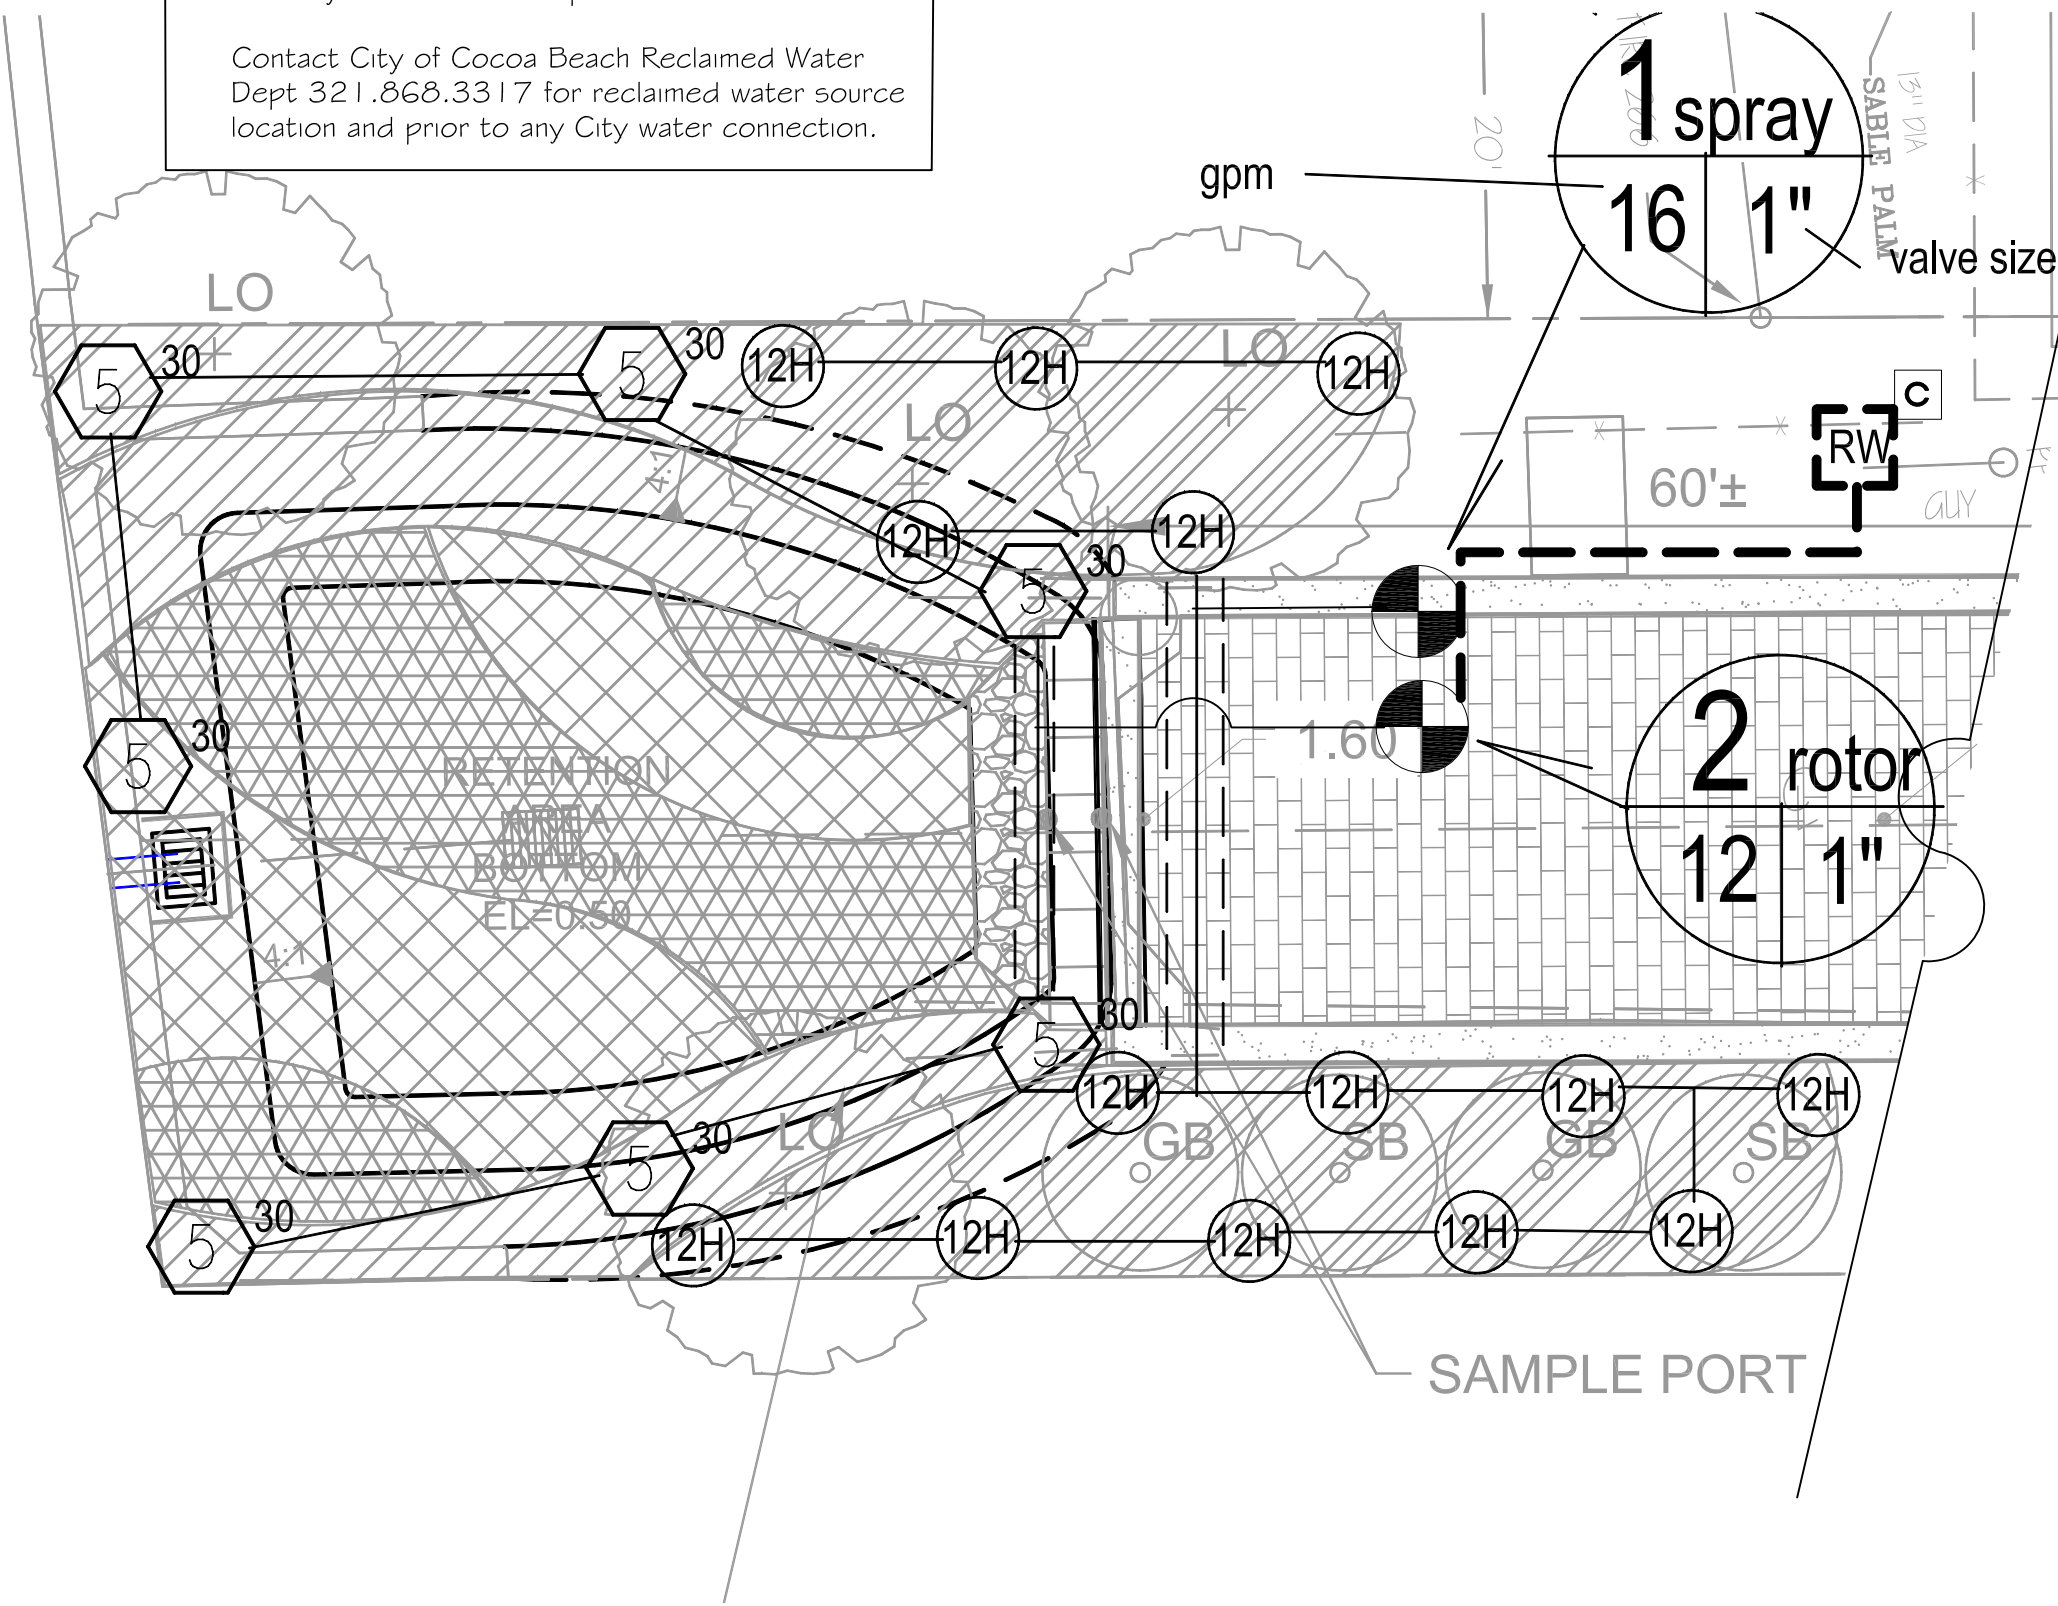 Contact City of Cocoa Beach Reclaimed Water
Dept 321.868.3317 for reclaimed water source
location and prior to any City water connection.
1 spray
16 1"
gpm
valve size
20'
13" DIA
SABLE PALM
LO
LO
LO
5 30
5 30
12H
12H
12H
C
RW
60'±
GUY
4:1
12H
12H
5 30
5 30
1.60
2 rotor
12 1"
RETENTION
AREA
BOTTOM
EL=0.50
4:1
5 30
12H
12H
12H
12H
LO
GB
SB
GB
SB
5 30
5 30
12H
12H
12H
12H
12H
SAMPLE PORT